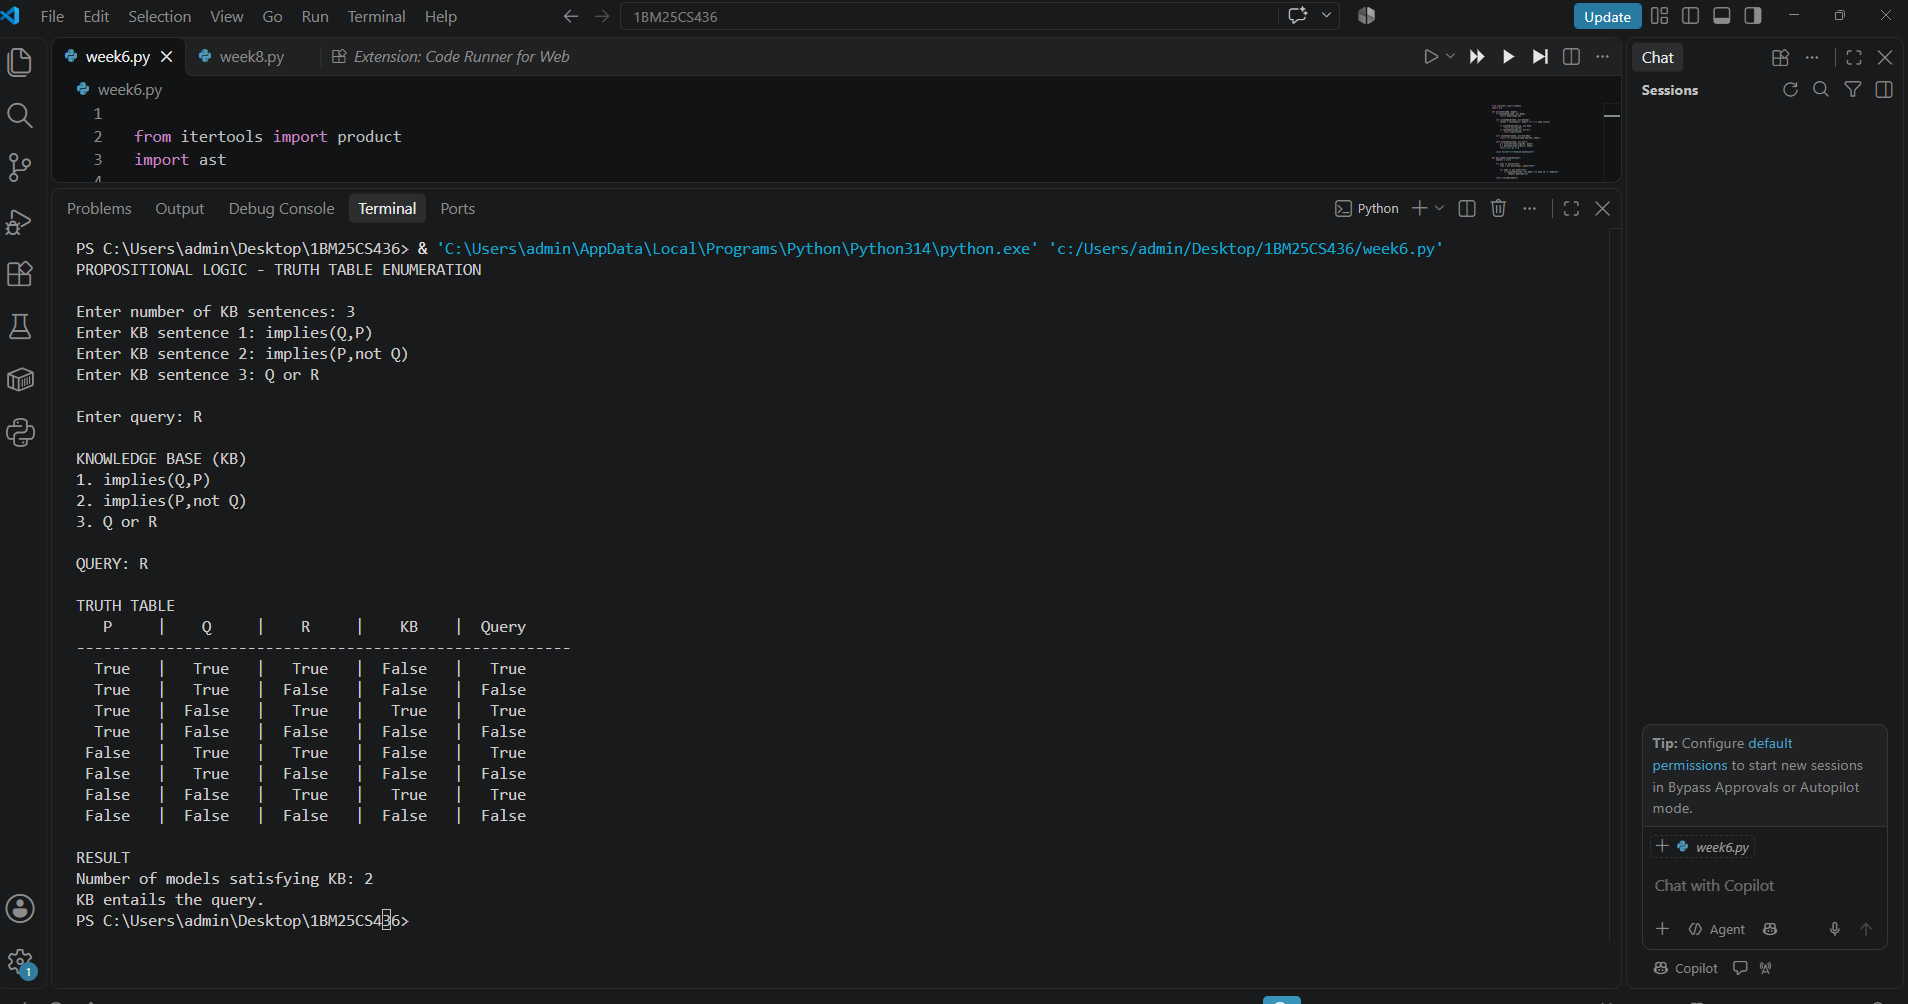 File Edit Selection View Go Run Terminal Help
1BM25CS436
Update
week6.py
week8.py
Extension: Code Runner for Web
week6.py
1
2 from itertools import product
3 import ast
4
Problems Output Debug Console Terminal Ports
Python
PS C:\Users\admin\Desktop\1BM25CS436> & 'C:\Users\admin\AppData\Local\Programs\Python\Python314\python.exe' 'c:/Users/admin/Desktop/1BM25CS436/week6.py'
PROPOSITIONAL LOGIC - TRUTH TABLE ENUMERATION
Enter number of KB sentences: 3
Enter KB sentence 1: implies(Q,P)
Enter KB sentence 2: implies(P,not Q)
Enter KB sentence 3: Q or R
Enter query: R
KNOWLEDGE BASE (KB)
1. implies(Q,P)
2. implies(P,not Q)
3. Q or R
QUERY: R
TRUTH TABLE
P | Q | R | KB | Query
-------------------------------------------------------
True | True | True | False | True
True | True | False | False | False
True | False | True | True | True
True | False | False | False | False
False | True | True | False | True
False | True | False | False | False
False | False | True | True | True
False | False | False | False | False
RESULT
Number of models satisfying KB: 2
KB entails the query.
PS C:\Users\admin\Desktop\1BM25CS436>
Chat
Sessions
Tip: Configure default
permissions to start new sessions
in Bypass Approvals or Autopilot
mode.
week6.py
Chat with Copilot
Agent
Copilot
1